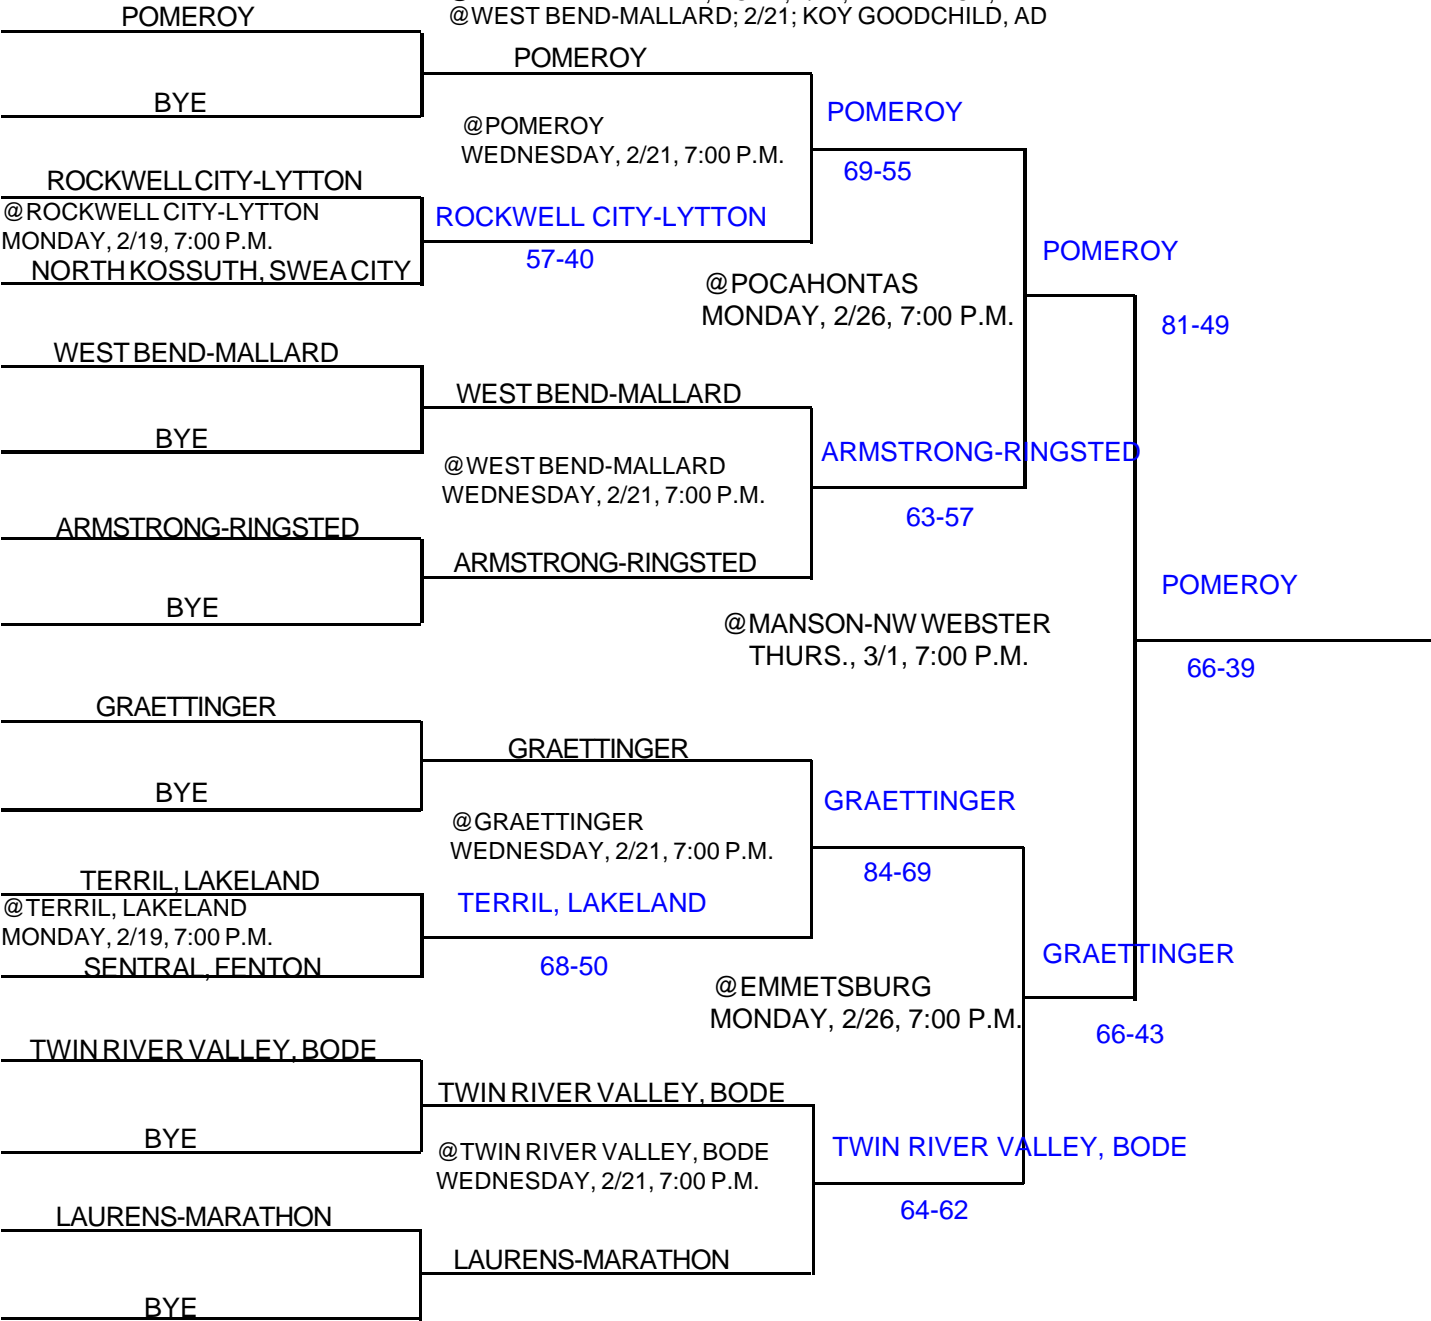 @WEST BEND-MALLARD; 2/21; KOY GOODCHILD, AD
POMEROY
POMEROY
BYE
@POMEROY
WEDNESDAY, 2/21, 7:00 P.M.
POMEROY
69-55
ROCKWELL CITY-LYTTON
@ROCKWELL CITY-LYTTON
MONDAY, 2/19, 7:00 P.M.
NORTH KOSSUTH, SWEA CITY
ROCKWELL CITY-LYTTON
57-40
@POCAHONTAS
MONDAY, 2/26, 7:00 P.M.
POMEROY
81-49
WEST BEND-MALLARD
BYE
WEST BEND-MALLARD
@WEST BEND-MALLARD
WEDNESDAY, 2/21, 7:00 P.M.
ARMSTRONG-RINGSTED
63-57
ARMSTRONG-RINGSTED
BYE
ARMSTRONG-RINGSTED
@MANSON-NW WEBSTER
THURS., 3/1, 7:00 P.M.
POMEROY
66-39
GRAETTINGER
BYE
GRAETTINGER
@GRAETTINGER
WEDNESDAY, 2/21, 7:00 P.M.
GRAETTINGER
84-69
TERRIL, LAKELAND
@TERRIL, LAKELAND
MONDAY, 2/19, 7:00 P.M.
SENTRAL, FENTON
TERRIL, LAKELAND
68-50
@EMMETSBURG
MONDAY, 2/26, 7:00 P.M.
GRAETTINGER
66-43
TWIN RIVER VALLEY, BODE
BYE
TWIN RIVER VALLEY, BODE
@TWIN RIVER VALLEY, BODE
WEDNESDAY, 2/21, 7:00 P.M.
TWIN RIVER VALLEY, BODE
64-62
LAURENS-MARATHON
BYE
LAURENS-MARATHON